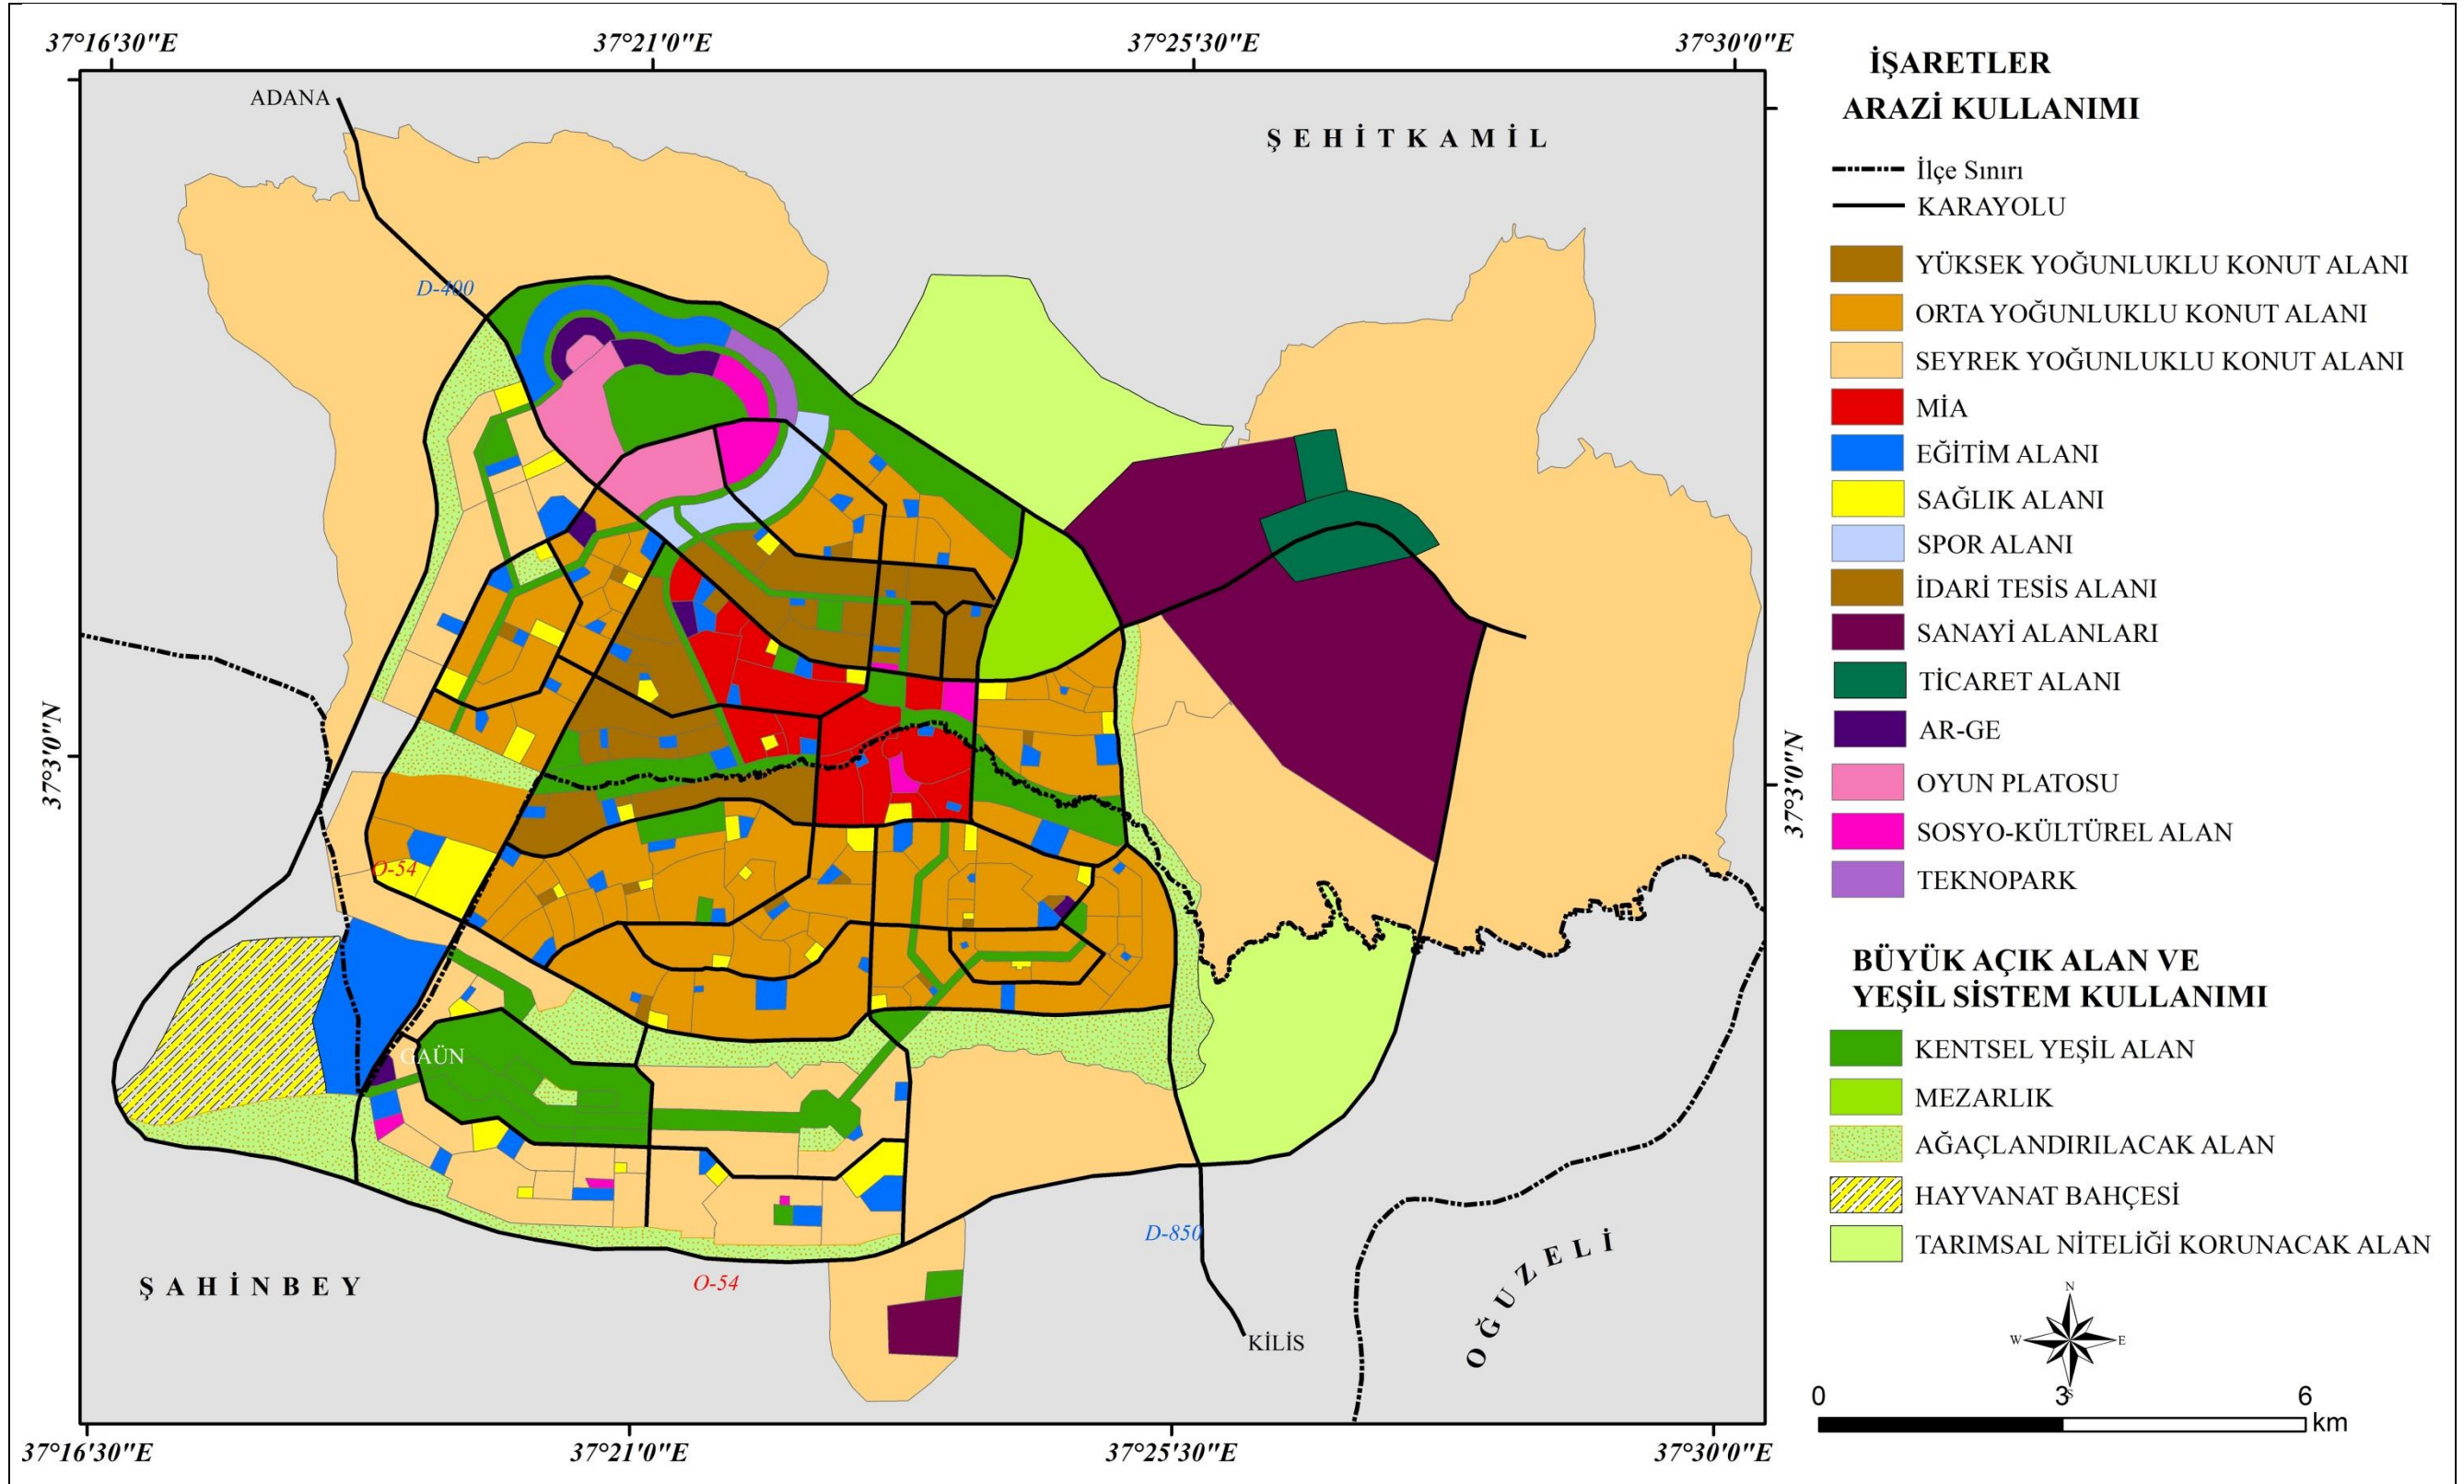 37°16'30"E 37°21'0"E 37°25'30"E 37°30'0"E
ADANA
ŞEHİTKAMİL
D-400
37°3'0"N
37°3'0"N
O-54
GAÜN
D-850
O-54
ŞAHİNBEY
OĞUZELİ
KİLİS
37°16'30"E 37°21'0"E 37°25'30"E 37°30'0"E
İŞARETLER
ARAZİ KULLANIMI
İlçe Sınırı
KARAYOLU
YÜKSEK YOĞUNLUKLU KONUT ALANI
ORTA YOĞUNLUKLU KONUT ALANI
SEYREK YOĞUNLUKLU KONUT ALANI
MİA
EĞİTİM ALANI
SAĞLIK ALANI
SPOR ALANI
İDARİ TESİS ALANI
SANAYİ ALANLARI
TİCARET ALANI
AR-GE
OYUN PLATOSU
SOSYO-KÜLTÜREL ALAN
TEKNOPARK
BÜYÜK AÇIK ALAN VE
YEŞİL SİSTEM KULLANIMI
KENTSEL YEŞİL ALAN
MEZARLIK
AĞAÇLANDIRILACAK ALAN
HAYVANAT BAHÇESİ
TARIMSAL NİTELİĞİ KORUNACAK ALAN
N
W E
S
0 3 6
km